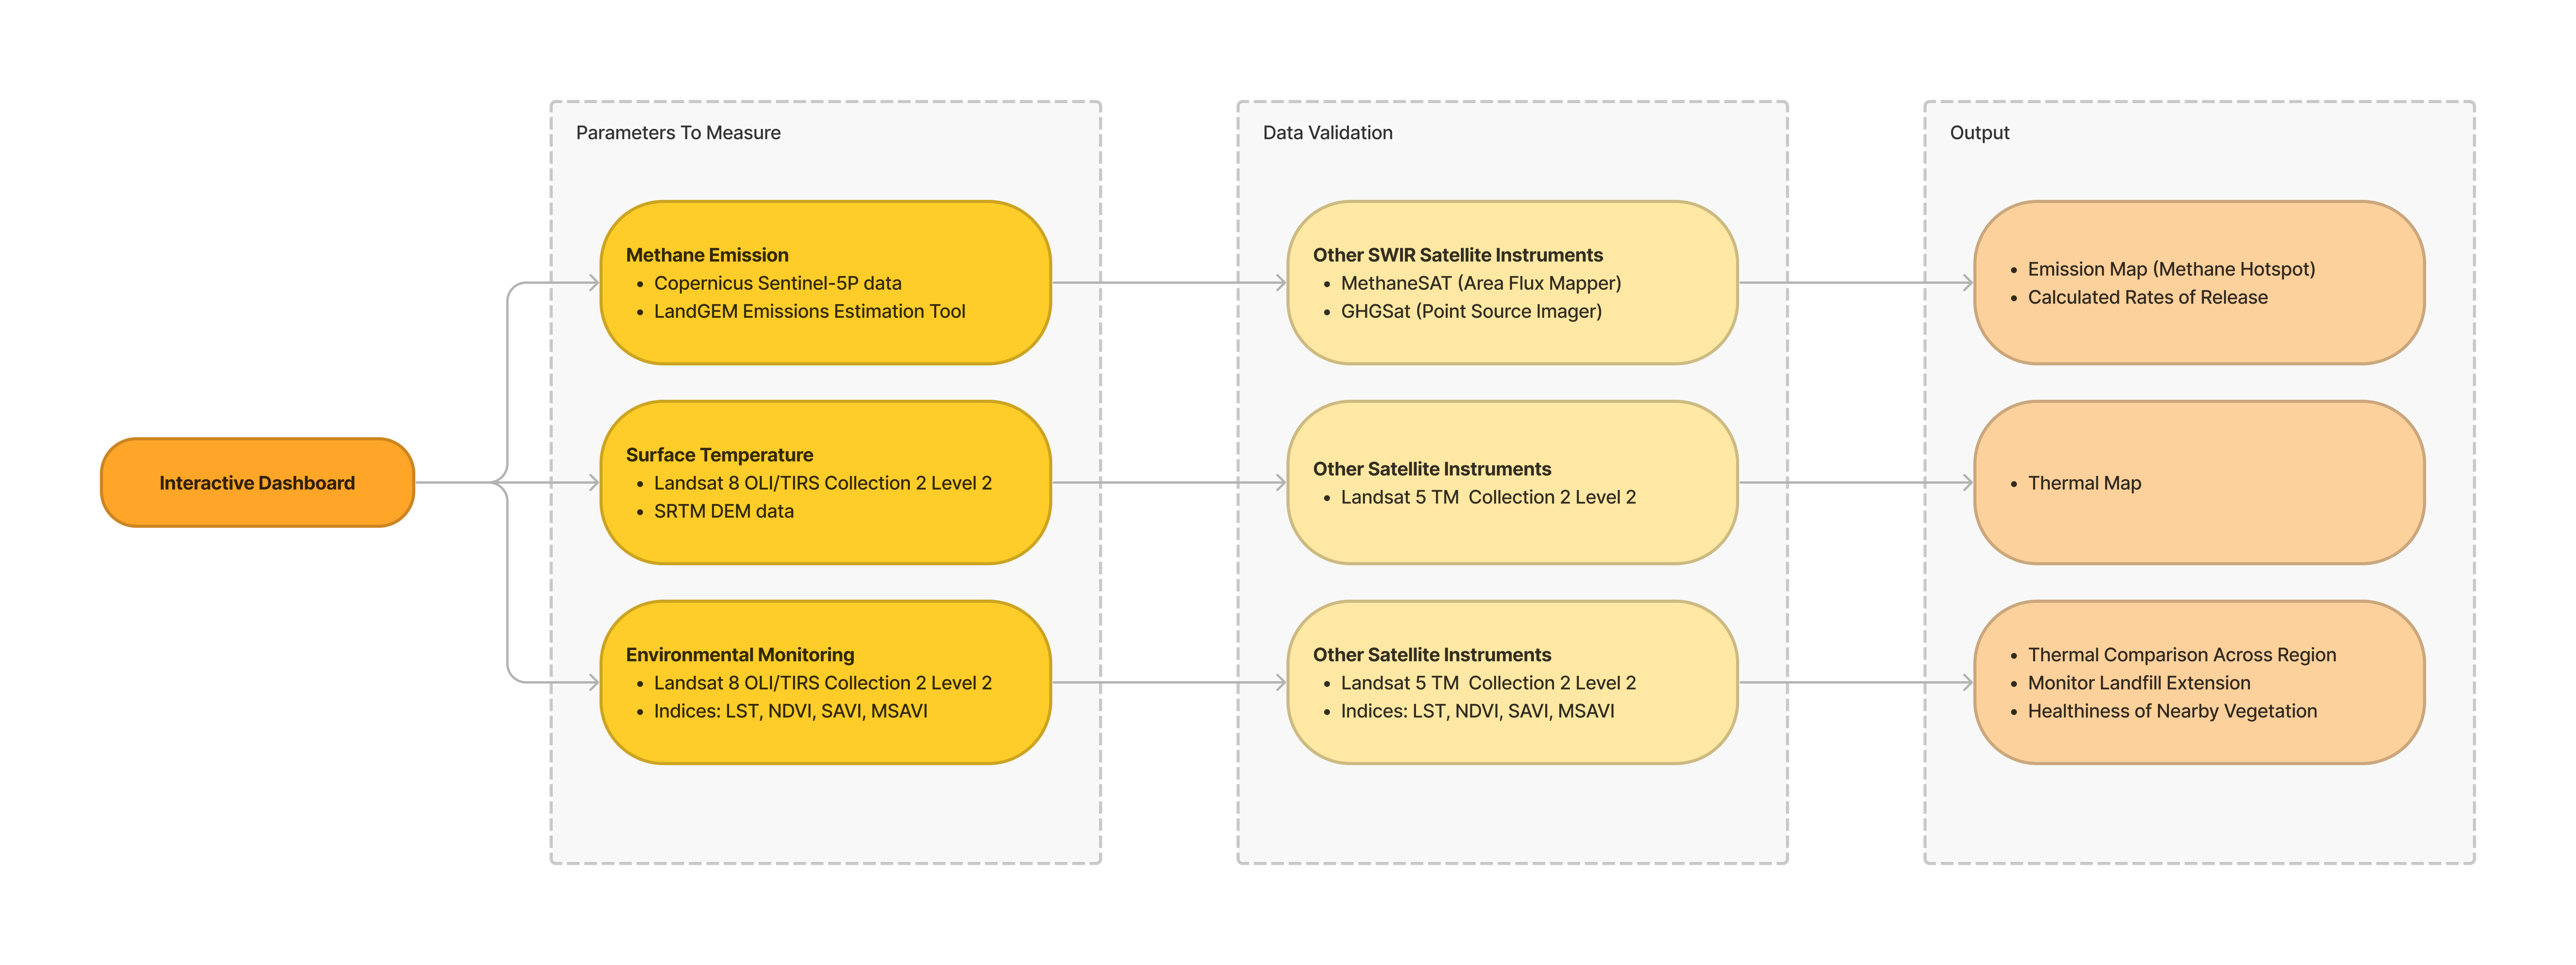 Interactive Dashboard
Parameters To Measure
Methane Emission
• Copernicus Sentinel-5P data
• LandGEM Emissions Estimation Tool
Surface Temperature
• Landsat 8 OLI/TIRS Collection 2 Level 2
• SRTM DEM data
Environmental Monitoring
• Landsat 8 OLI/TIRS Collection 2 Level 2
• Indices: LST, NDVI, SAVI, MSAVI
Data Validation
Other SWIR Satellite Instruments
• MethaneSAT (Area Flux Mapper)
• GHGSat (Point Source Imager)
Other Satellite Instruments
• Landsat 5 TM  Collection 2 Level 2
Other Satellite Instruments
• Landsat 5 TM  Collection 2 Level 2
• Indices: LST, NDVI, SAVI, MSAVI
Output
• Emission Map (Methane Hotspot)
• Calculated Rates of Release
• Thermal Map
• Thermal Comparison Across Region
• Monitor Landfill Extension
• Healthiness of Nearby Vegetation